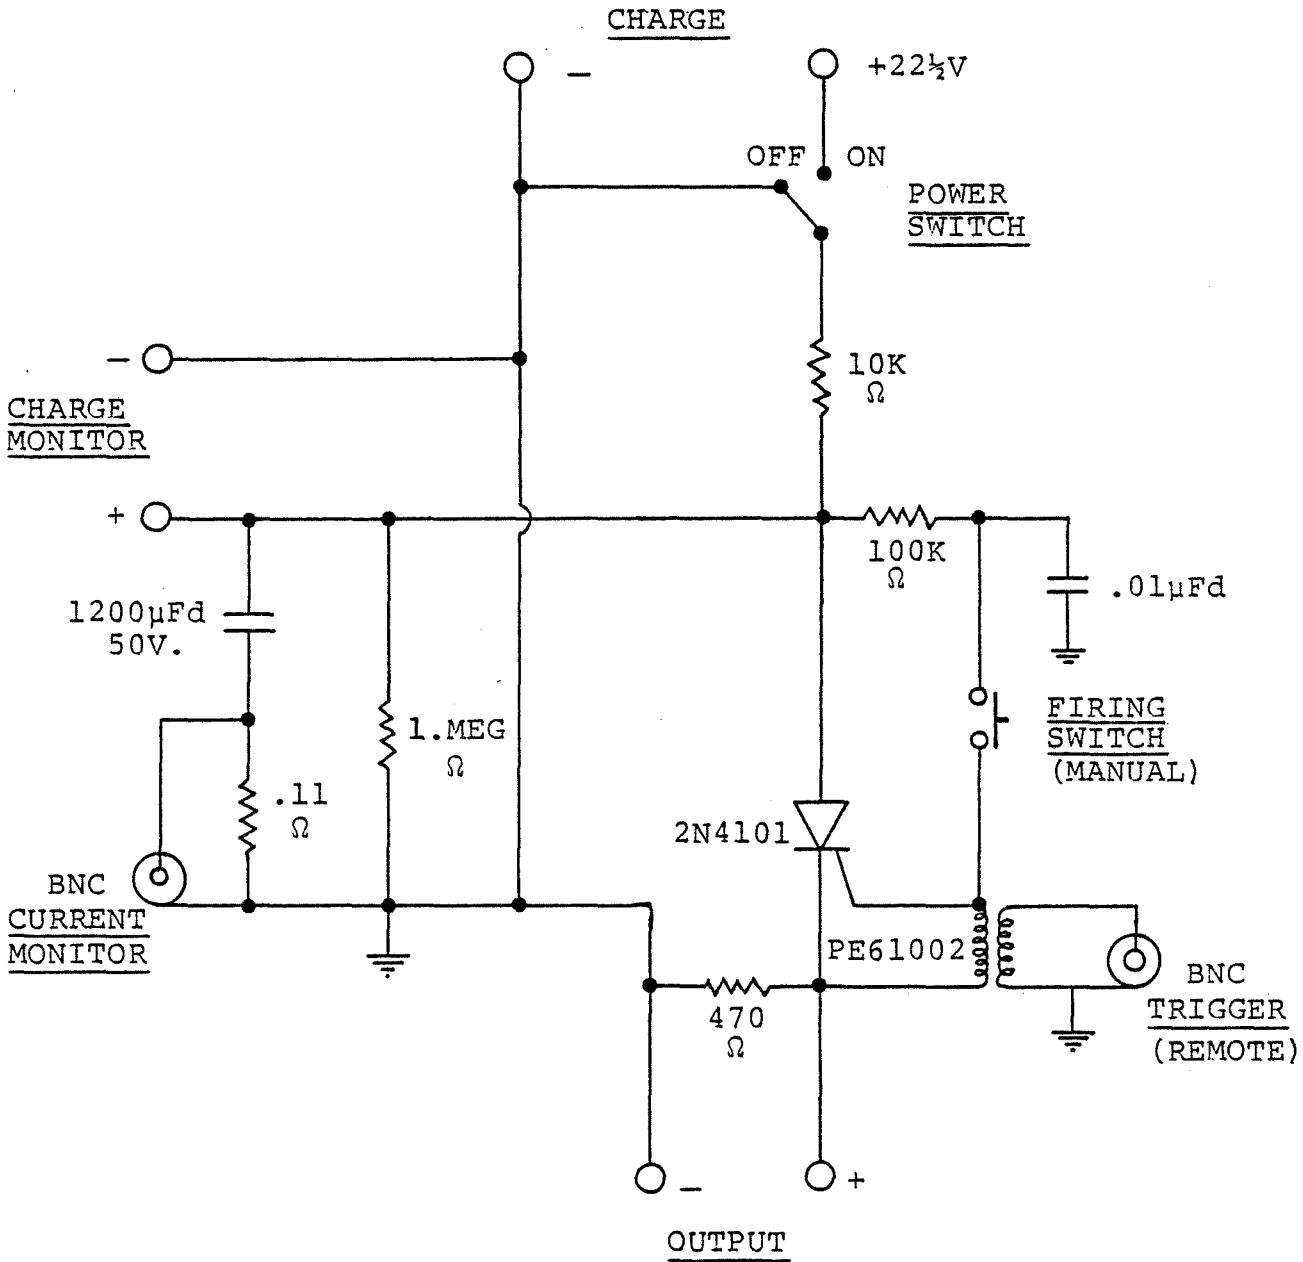 CHARGE
−
+22½V
OFF ON
POWER
SWITCH
−
10K
Ω
CHARGE
MONITOR
+
100K
Ω
1200µFd
50V.
.01µFd
1.MEG
Ω
FIRING
SWITCH
(MANUAL)
.11
Ω
2N4101
BNC
CURRENT
MONITOR
PE61002
BNC
TRIGGER
(REMOTE)
470
Ω
− +
OUTPUT